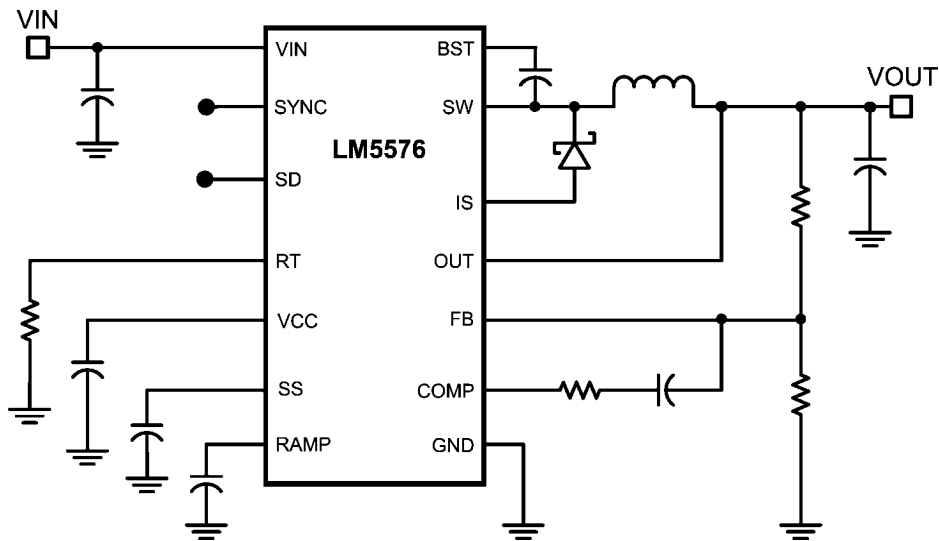 VIN
VIN
BST
SYNC
SW
VOUT
LM5576
SD
IS
RT
OUT
VCC
FB
SS
COMP
RAMP
GND